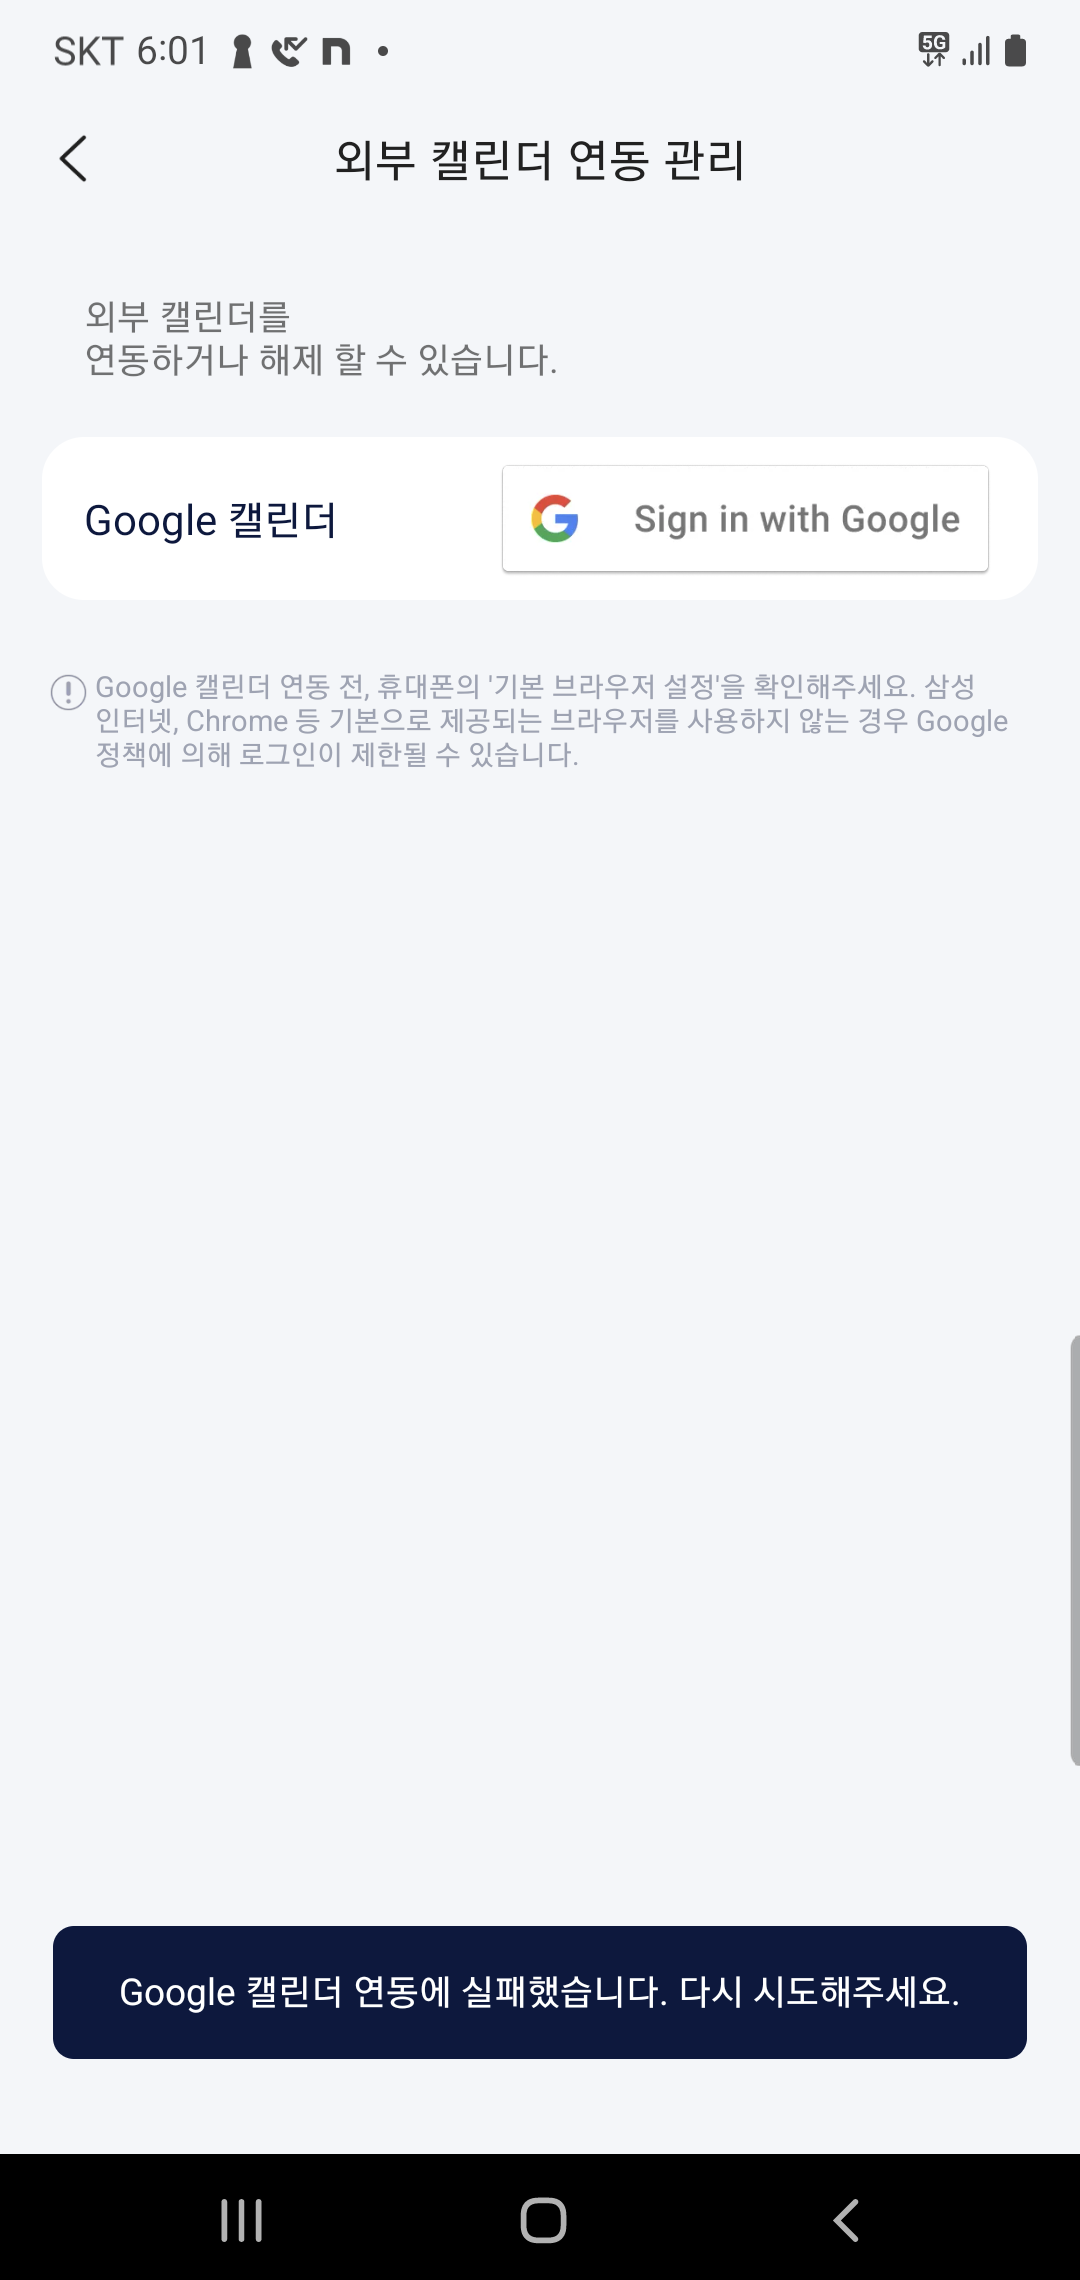 SKT 6:01
5G
외부 캘린더 연동 관리
외부 캘린더를
연동하거나 해제 할 수 있습니다.
Google 캘린더
Sign in with Google
Google 캘린더 연동 전, 휴대폰의 '기본 브라우저 설정'을 확인해주세요. 삼성
인터넷, Chrome 등 기본으로 제공되는 브라우저를 사용하지 않는 경우 Google
정책에 의해 로그인이 제한될 수 있습니다.
Google 캘린더 연동에 실패했습니다. 다시 시도해주세요.